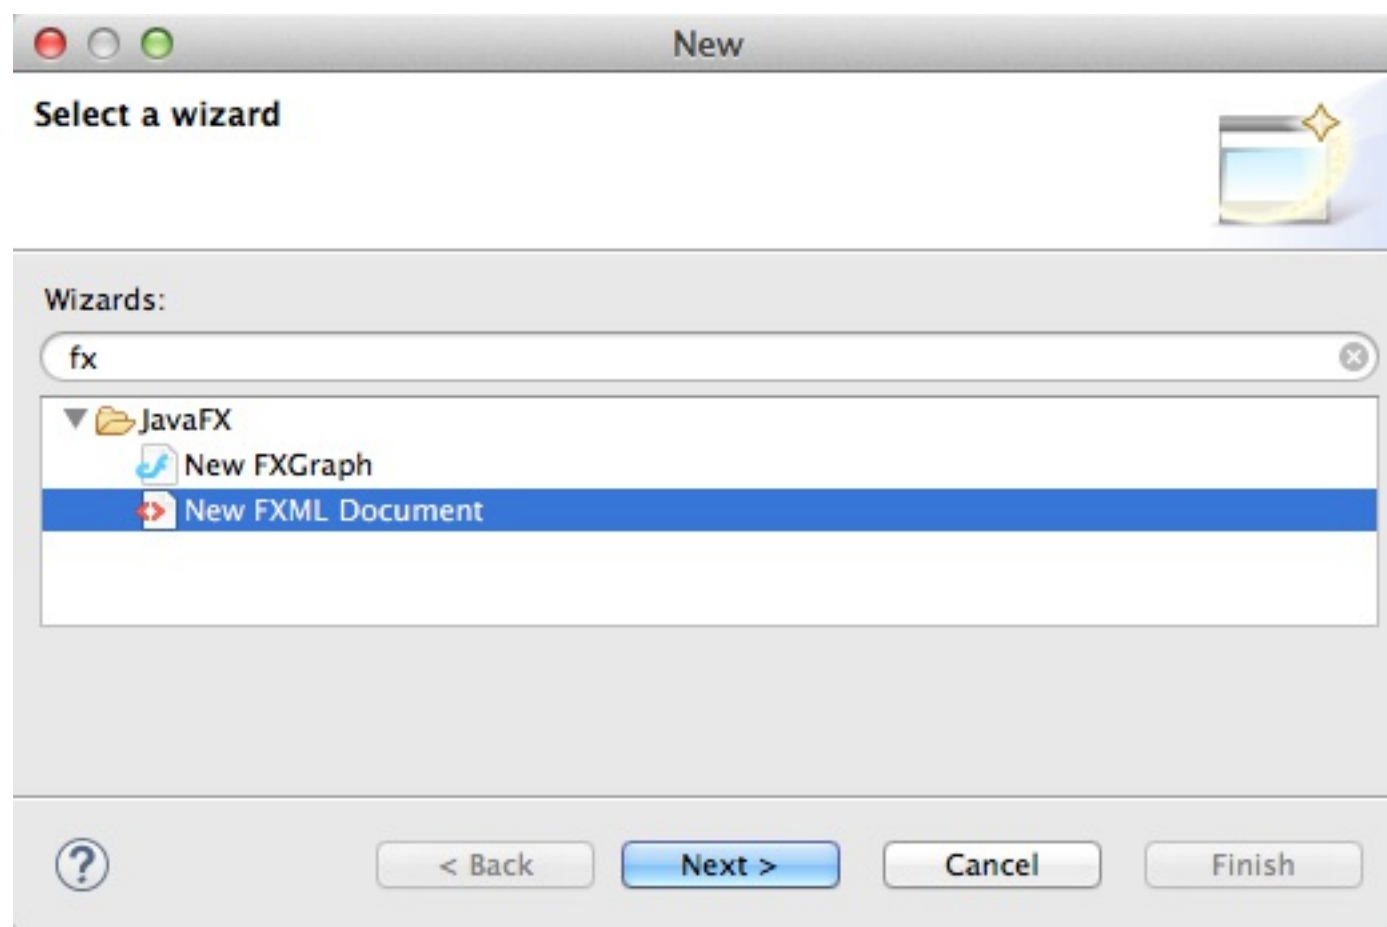 New
Select a wizard
Wizards:
fx
JavaFX
New FXGraph
New FXML Document
?
< Back
Next >
Cancel
Finish